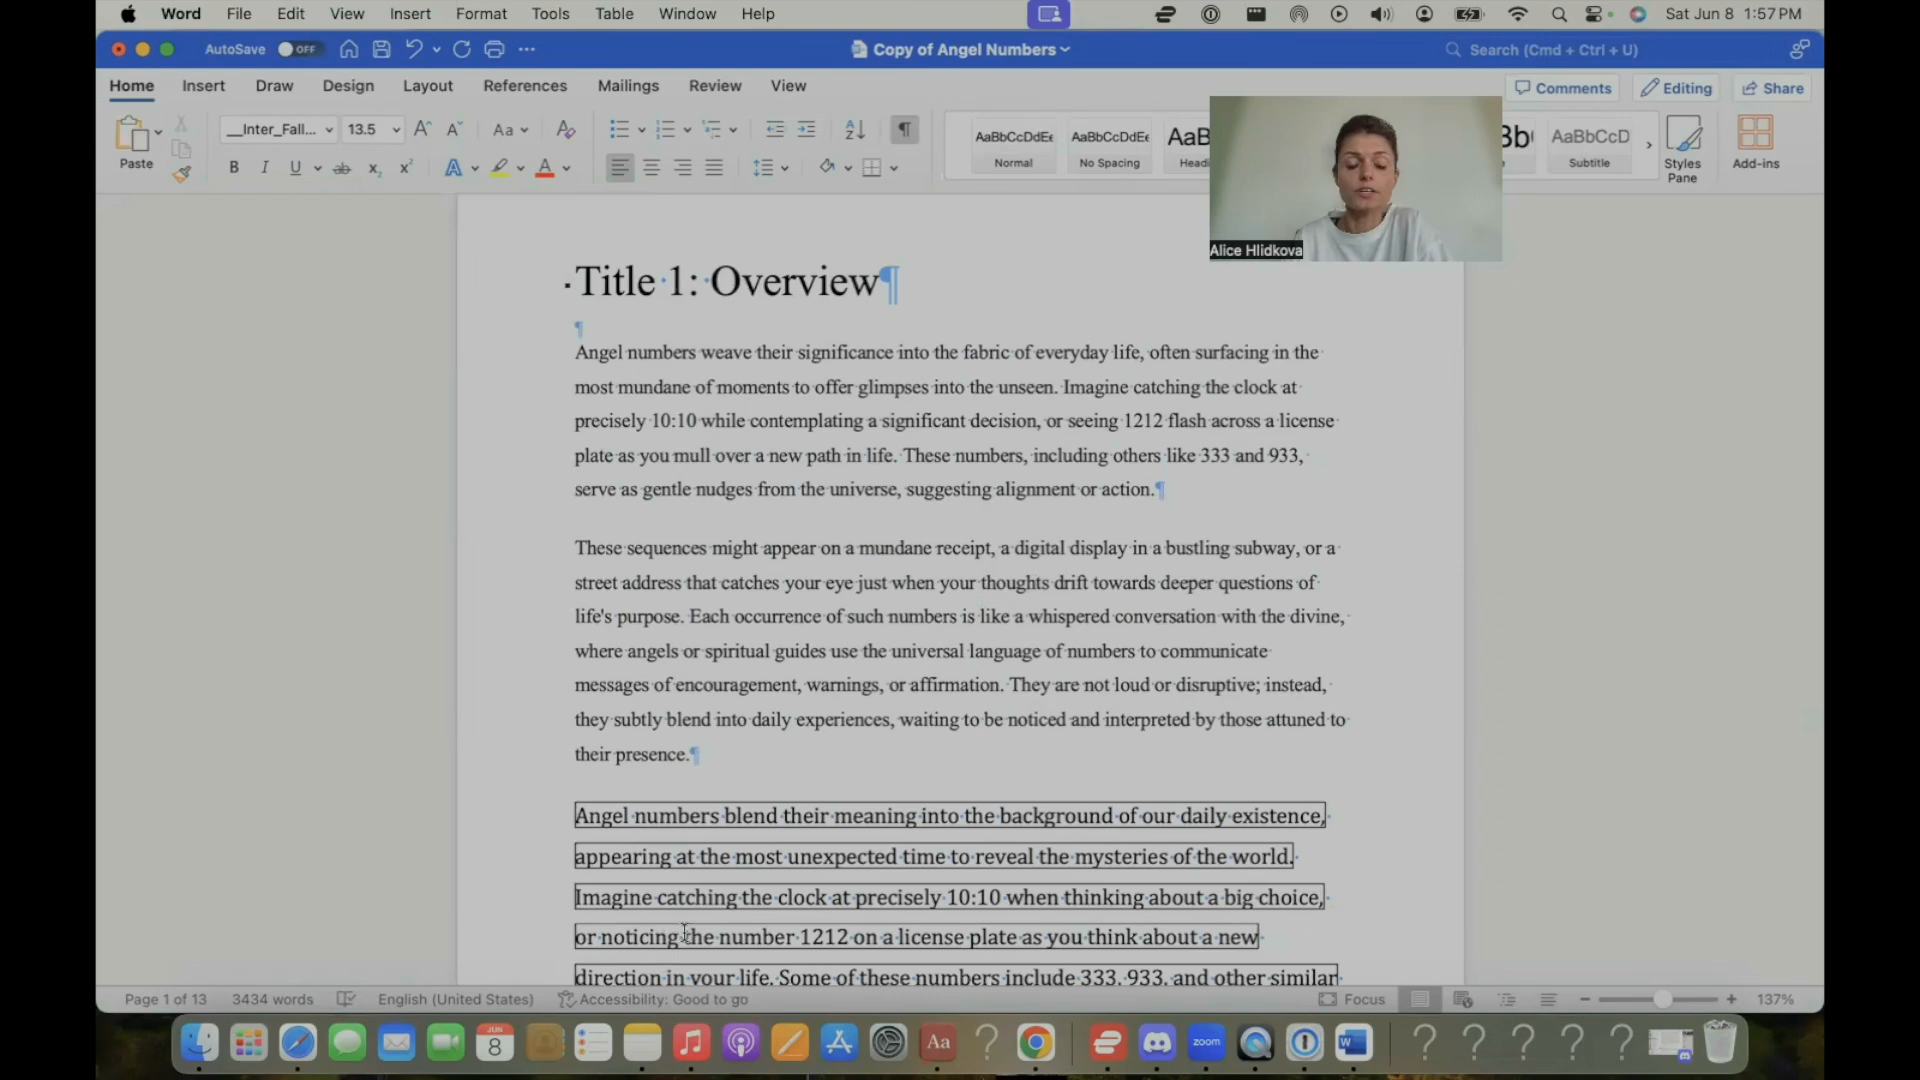 Word File Edit View Insert Format Tools Table Window Help Sat Jun 8 1:57 PM
AutoSave OFF Copy of Angel Numbers Search (Cmd + Ctrl + U)
Home Insert Draw Design Layout References Mailings Review View Comments Editing Share
Paste __Inter_Fall... 13.5 Aa AaBbCcDdEe AaBbCcDdEe AaBb Bb AaBbCcD
Normal No Spacing Headi Subtitle Styles Pane Add-ins
Alice Hlidkova
Title 1: Overview¶
¶
Angel numbers weave their significance into the fabric of everyday life, often surfacing in the
most mundane of moments to offer glimpses into the unseen. Imagine catching the clock at
precisely 10:10 while contemplating a significant decision, or seeing 1212 flash across a license
plate as you mull over a new path in life. These numbers, including others like 333 and 933,
serve as gentle nudges from the universe, suggesting alignment or action.¶
These sequences might appear on a mundane receipt, a digital display in a bustling subway, or a
street address that catches your eye just when your thoughts drift towards deeper questions of
life's purpose. Each occurrence of such numbers is like a whispered conversation with the divine,
where angels or spiritual guides use the universal language of numbers to communicate
messages of encouragement, warnings, or affirmation. They are not loud or disruptive; instead,
they subtly blend into daily experiences, waiting to be noticed and interpreted by those attuned to
their presence.¶
Angel numbers blend their meaning into the background of our daily existence,
appearing at the most unexpected time to reveal the mysteries of the world.
Imagine catching the clock at precisely 10:10 when thinking about a big choice,
or noticing the number 1212 on a license plate as you think about a new
direction in your life. Some of these numbers include 333, 933, and other similar
Page 1 of 13 3434 words English (United States) Accessibility: Good to go Focus 137%
JUN
8
Aa
zoom
W